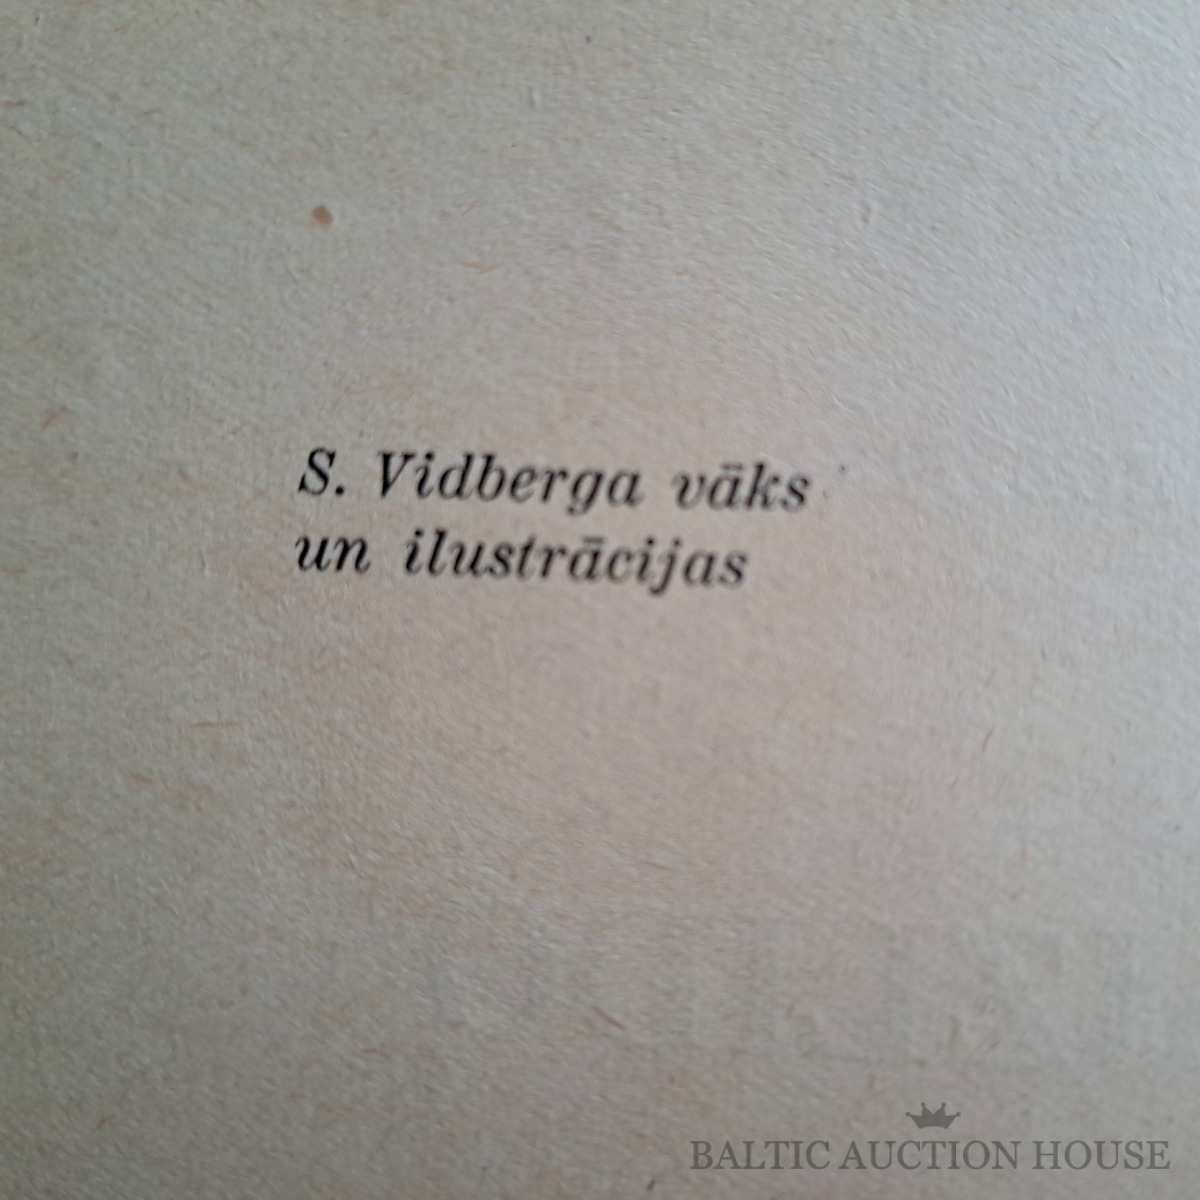 S. Vidberga vāks
un ilustrācijas
BALTIC AUCTION HOUSE